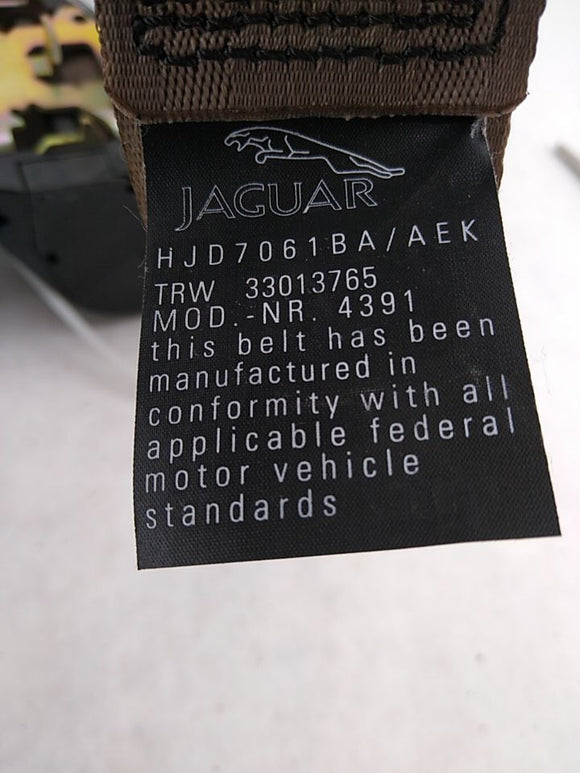 JAGUAR
HJD7061BA/AEK
TRW 33013765
MOD.-NR. 4391
this belt has been
manufactured in
conformity with all
applicable federal
motor vehicle
standards